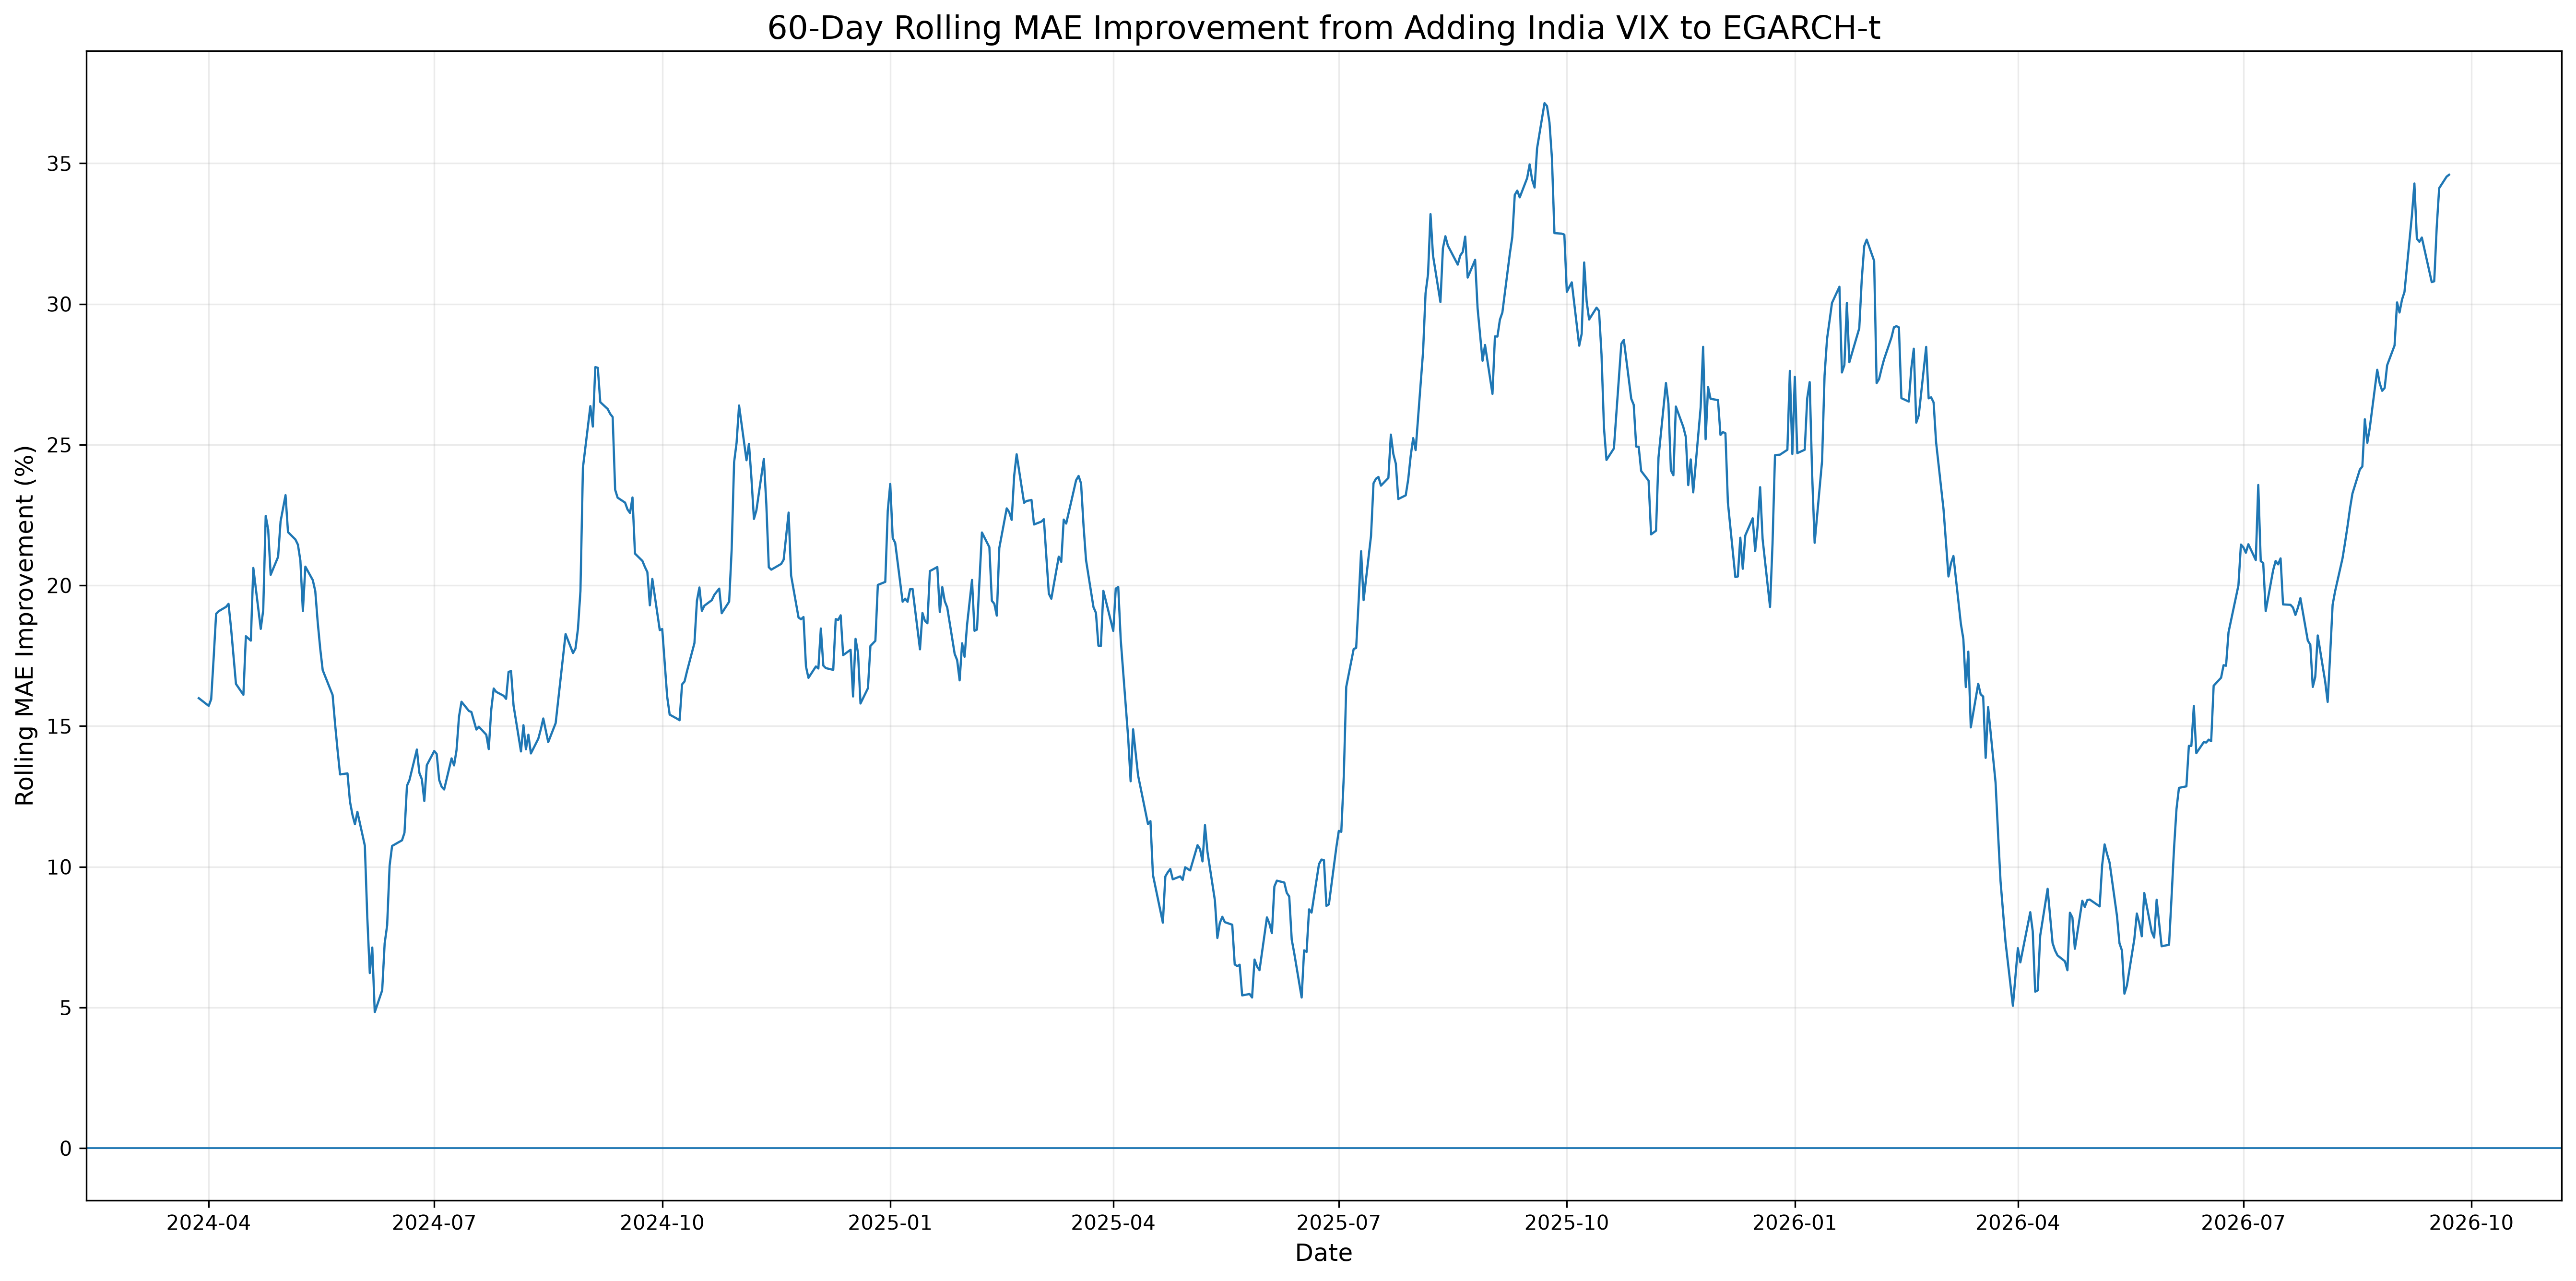 60-Day Rolling MAE Improvement from Adding India VIX to EGARCH-t
Rolling MAE Improvement (%)
35
30
25
20
15
10
5
0
2024-04 2024-07 2024-10 2025-01 2025-04 2025-07 2025-10 2026-01 2026-04 2026-07 2026-10
Date